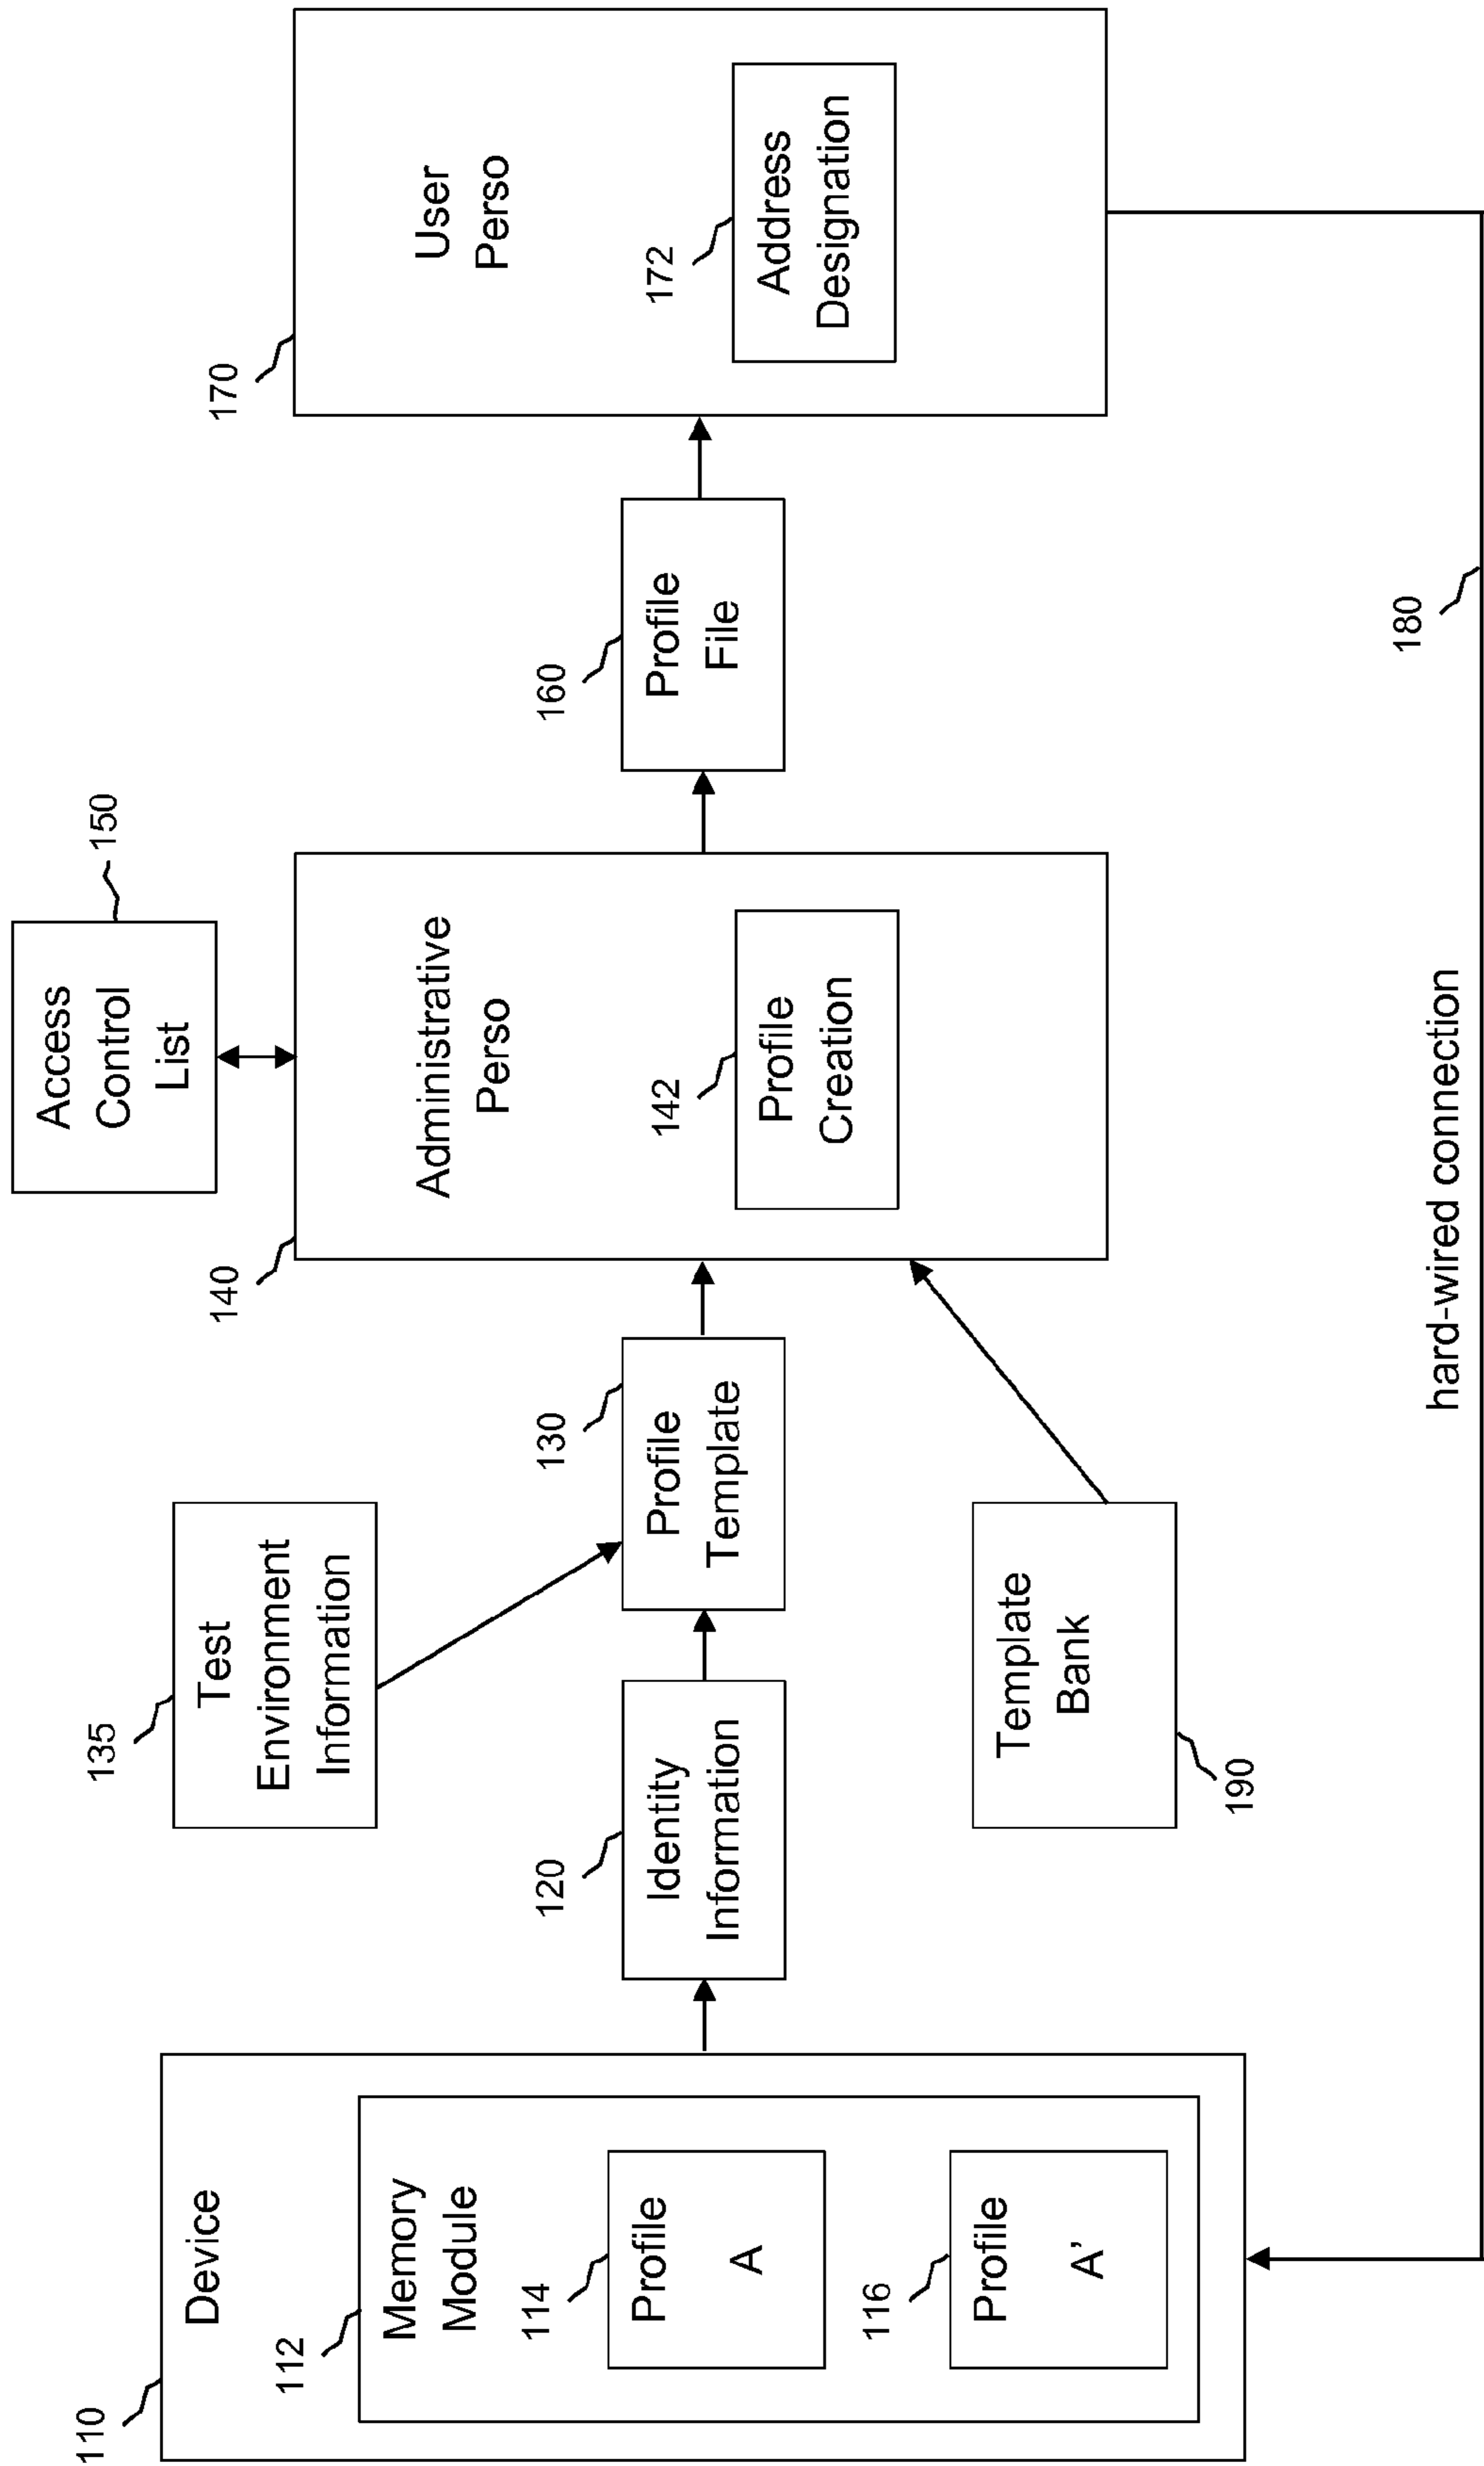 110
Device
112
Memory
Module
114
Profile
A
116
Profile
A'
120
Identity
Information
135
Test
Environment
Information
130
Profile
Template
Template
Bank
190
140
Administrative
Perso
142
Profile
Creation
Access
Control
List
150
160
Profile
File
170
User
Perso
172
Address
Designation
180
hard-wired connection